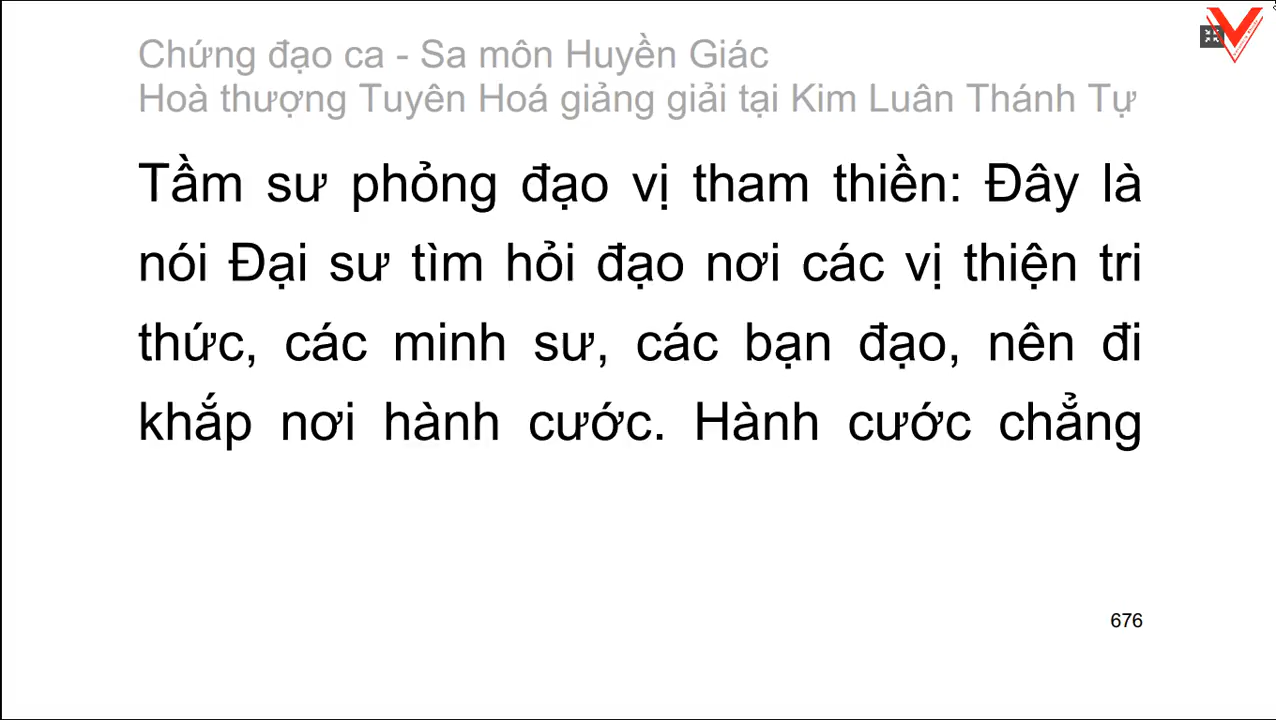 Chứng đạo ca - Sa môn Huyền Giác
Hoà thượng Tuyên Hoá giảng giải tại Kim Luân Thánh Tự
Tầm sư phỏng đạo vị tham thiền: Đây là
nói Đại sư tìm hỏi đạo nơi các vị thiện tri
thức, các minh sư, các bạn đạo, nên đi
khắp nơi hành cước. Hành cước chẳng
676